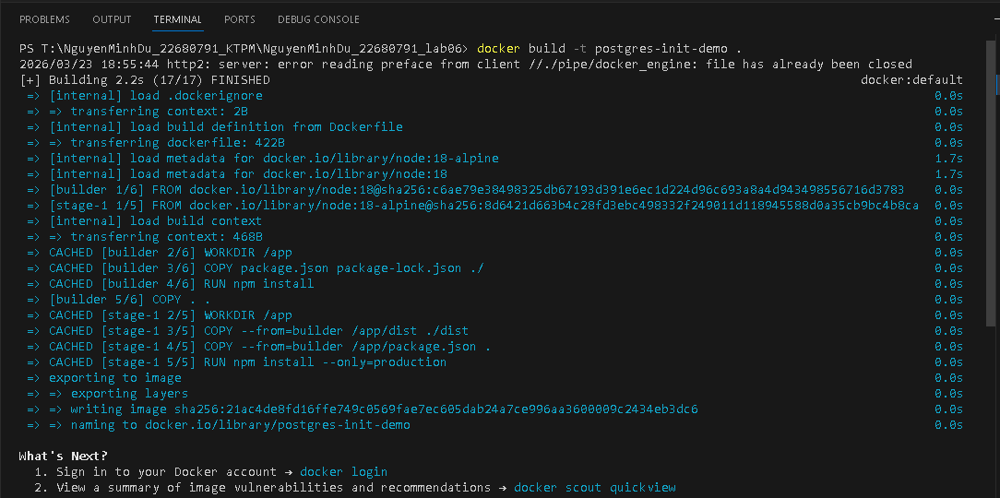 PROBLEMS OUTPUT TERMINAL PORTS DEBUG CONSOLE
PS T:\NguyenMinhDu_22680791_KTPM\NguyenMinhDu_22680791_lab06> docker build -t postgres-init-demo .
2026/03/23 18:55:44 http2: server: error reading preface from client //./pipe/docker_engine: file has already been closed
[+] Building 2.2s (17/17) FINISHED docker:default
=> [internal] load .dockerignore 0.0s
=> => transferring context: 2B 0.0s
=> [internal] load build definition from Dockerfile 0.0s
=> => transferring dockerfile: 422B 0.0s
=> [internal] load metadata for docker.io/library/node:18-alpine 1.7s
=> [internal] load metadata for docker.io/library/node:18 1.7s
=> [builder 1/6] FROM docker.io/library/node:18@sha256:c6ae79e38498325db67193d391e6ec1d224d96c693a8a4d943498556716d3783 0.0s
=> [stage-1 1/5] FROM docker.io/library/node:18-alpine@sha256:8d6421d663b4c28fd3ebc498332f249011d118945588d0a35cb9bc4b8ca 0.0s
=> [internal] load build context 0.0s
=> => transferring context: 468B 0.0s
=> CACHED [builder 2/6] WORKDIR /app 0.0s
=> CACHED [builder 3/6] COPY package.json package-lock.json ./ 0.0s
=> CACHED [builder 4/6] RUN npm install 0.0s
=> [builder 5/6] COPY . . 0.0s
=> CACHED [stage-1 2/5] WORKDIR /app 0.0s
=> CACHED [stage-1 3/5] COPY --from=builder /app/dist ./dist 0.0s
=> CACHED [stage-1 4/5] COPY --from=builder /app/package.json . 0.0s
=> CACHED [stage-1 5/5] RUN npm install --only=production 0.0s
=> exporting to image 0.0s
=> => exporting layers 0.0s
=> => writing image sha256:21ac4de8fd16ffe749c0569fae7ec605dab24a7ce996aa3600009c2434eb3dc6 0.0s
=> => naming to docker.io/library/postgres-init-demo 0.0s
What's Next?
1. Sign in to your Docker account → docker login
2. View a summary of image vulnerabilities and recommendations → docker scout quickview